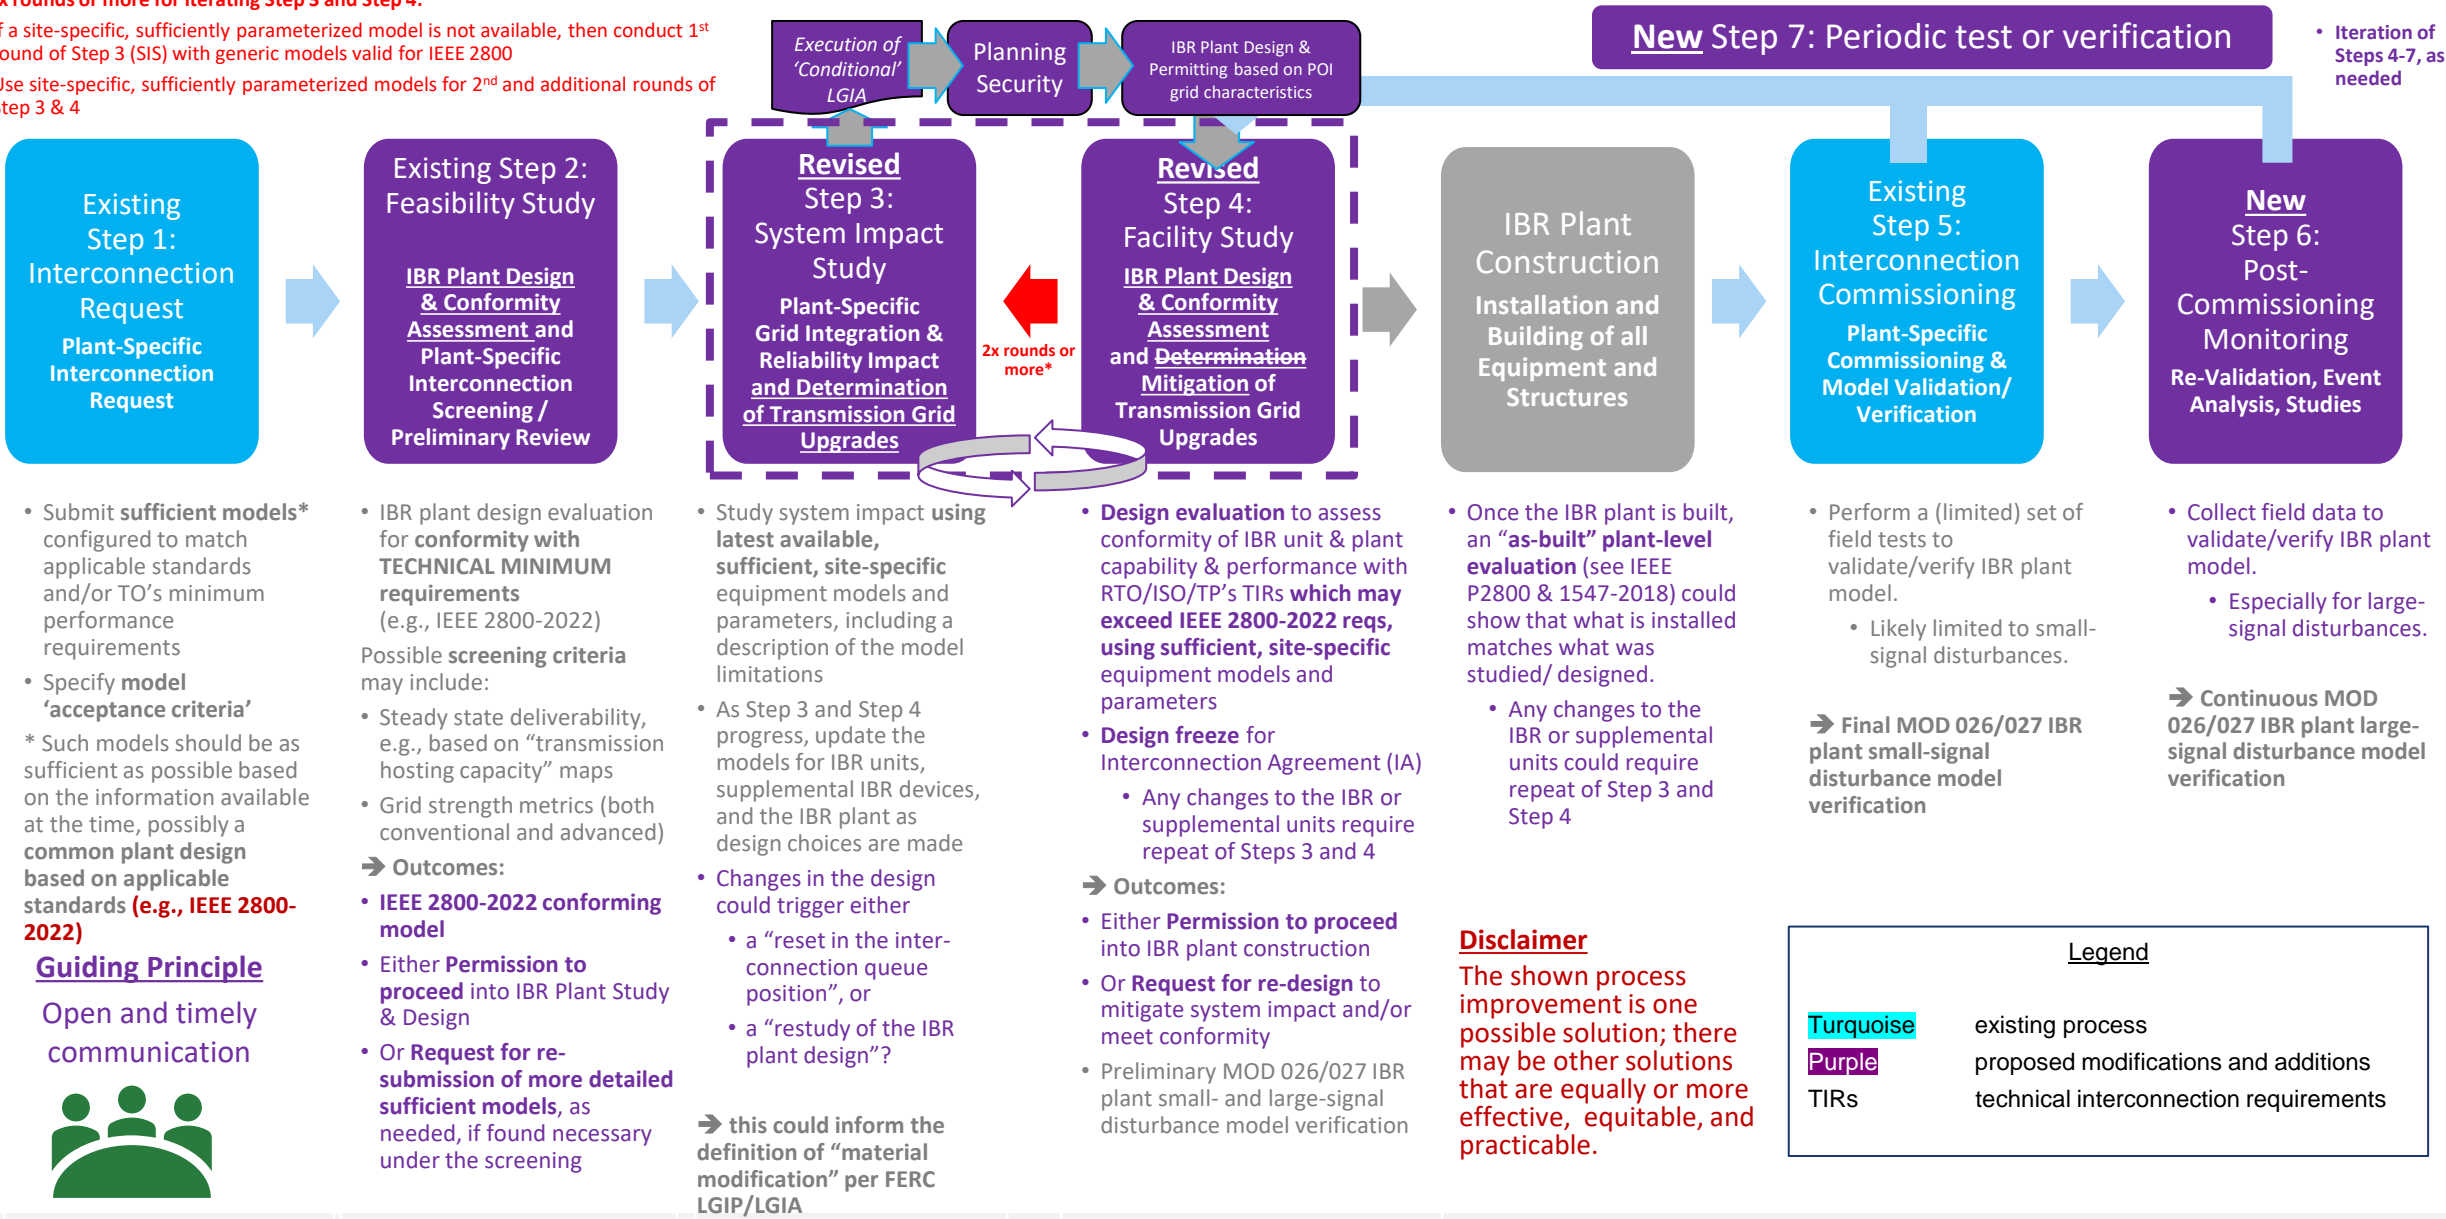 2x rounds or more for iterating Step 3 and Step 4:
If a site-specific, sufficiently parameterized model is not available, then conduct 1st
round of Step 3 (SIS) with generic models valid for IEEE 2800
Use site-specific, sufficiently parameterized models for 2nd and additional rounds of
Step 3 & 4
Execution of
‘Conditional’
LGIA
Planning
Security
IBR Plant Design &
Permitting based on POI
grid characteristics
New Step 7: Periodic test or verification
• Iteration of
Steps 4-7, as
needed
Existing
Step 1:
Interconnection
Request
Plant-Specific
Interconnection
Request
Existing Step 2:
Feasibility Study
IBR Plant Design
& Conformity
Assessment and
Plant-Specific
Interconnection
Screening /
Preliminary Review
Revised
Step 3:
System Impact
Study
Plant-Specific
Grid Integration &
Reliability Impact
and Determination
of Transmission Grid
Upgrades
2x rounds or
more*
Revised
Step 4:
Facility Study
IBR Plant Design
& Conformity
Assessment
and Determination
Mitigation of
Transmission Grid
Upgrades
IBR Plant
Construction
Installation and
Building of all
Equipment and
Structures
Existing
Step 5:
Interconnection
Commissioning
Plant-Specific
Commissioning &
Model Validation/
Verification
New
Step 6:
Post-
Commissioning
Monitoring
Re-Validation, Event
Analysis, Studies
• Submit sufficient models*
configured to match
applicable standards
and/or TO’s minimum
performance
requirements
• Specify model
‘acceptance criteria’
* Such models should be as
sufficient as possible based
on the information available
at the time, possibly a
common plant design
based on applicable
standards (e.g., IEEE 2800-
2022)
Guiding Principle
Open and timely
communication
• IBR plant design evaluation
for conformity with
TECHNICAL MINIMUM
requirements
(e.g., IEEE 2800-2022)
Possible screening criteria
may include:
• Steady state deliverability,
e.g., based on “transmission
hosting capacity” maps
• Grid strength metrics (both
conventional and advanced)
➔ Outcomes:
• IEEE 2800-2022 conforming
model
• Either Permission to
proceed into IBR Plant Study
& Design
• Or Request for re-
submission of more detailed
sufficient models, as
needed, if found necessary
under the screening
• Study system impact using
latest available,
sufficient, site-specific
equipment models and
parameters, including a
description of the model
limitations
• As Step 3 and Step 4
progress, update the
models for IBR units,
supplemental IBR devices,
and the IBR plant as
design choices are made
• Changes in the design
could trigger either
• a “reset in the inter-
connection queue
position”, or
• a “restudy of the IBR
plant design”?
➔ this could inform the
definition of “material
modification” per FERC
LGIP/LGIA
• Design evaluation to assess
conformity of IBR unit & plant
capability & performance with
RTO/ISO/TP’s TIRs which may
exceed IEEE 2800-2022 reqs,
using sufficient, site-specific
equipment models and
parameters
• Design freeze for
Interconnection Agreement (IA)
• Any changes to the IBR or
supplemental units require
repeat of Steps 3 and 4
➔ Outcomes:
• Either Permission to proceed
into IBR plant construction
• Or Request for re-design to
mitigate system impact and/or
meet conformity
• Preliminary MOD 026/027 IBR
plant small- and large-signal
disturbance model verification
• Once the IBR plant is built,
an “as-built” plant-level
evaluation (see IEEE
P2800 & 1547-2018) could
show that what is installed
matches what was
studied/ designed.
• Any changes to the
IBR or supplemental
units could require
repeat of Step 3 and
Step 4
• Perform a (limited) set of
field tests to
validate/verify IBR plant
model.
• Likely limited to small-
signal disturbances.
➔ Final MOD 026/027 IBR
plant small-signal
disturbance model
verification
• Collect field data to
validate/verify IBR plant
model.
• Especially for large-
signal disturbances.
➔ Continuous MOD
026/027 IBR plant large-
signal disturbance model
verification
Disclaimer
The shown process
improvement is one
possible solution; there
may be other solutions
that are equally or more
effective, equitable, and
practicable.
Legend
Turquoise existing process
Purple proposed modifications and additions
TIRs technical interconnection requirements